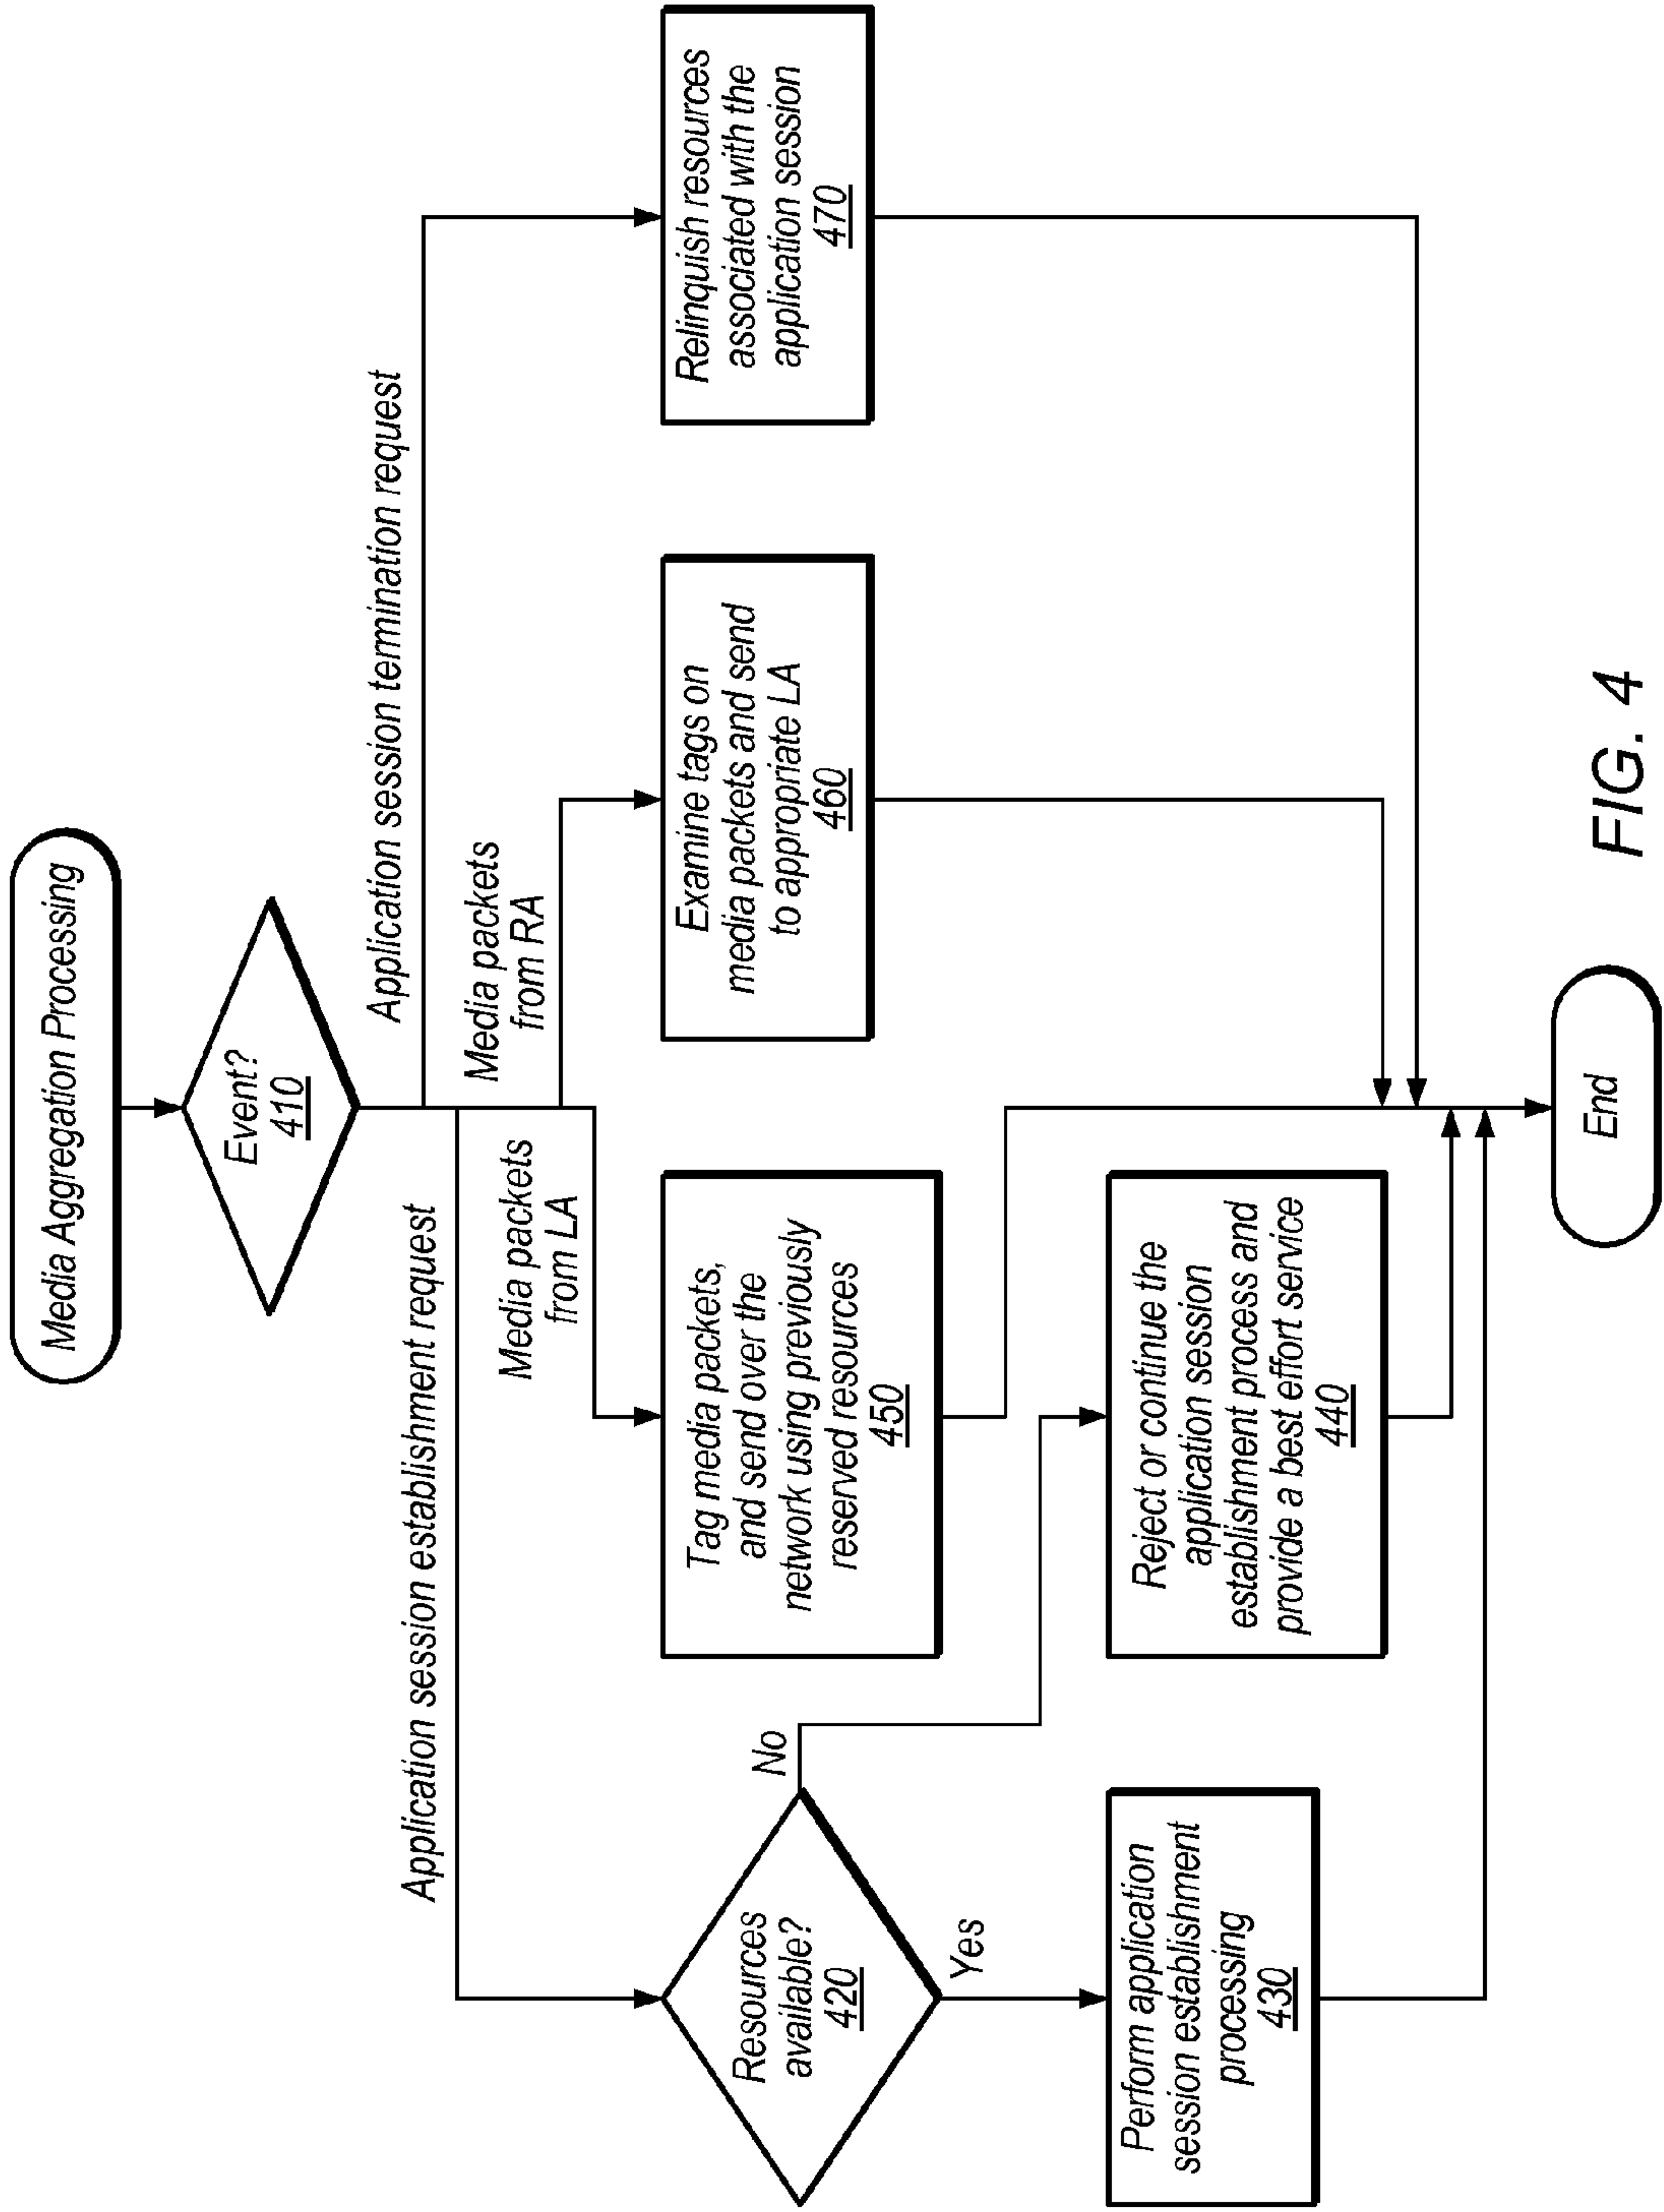 Media Aggregation Processing
Event?
410
Application session establishment request
Application session termination request
Media packets
from LA
Media packets
from RA
Resources
available?
420
No
Yes
Tag media packets,
and send over the
network using previously
reserved resources
450
Examine tags on
media packets and send
to appropriate LA
460
Relinquish resources
associated with the
application session
470
Perform application
session establishment
processing
430
Reject or continue the
application session
establishment process and
provide a best effort service
440
End
FIG. 4